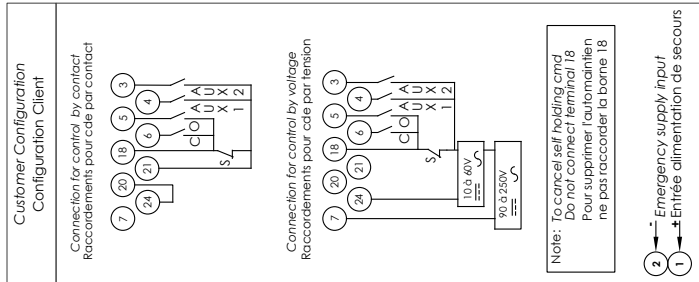 Customer Configuration
Configuration Client
Connection for control by contact
Raccordements pour cde par contact
7
20
24
18
21
5
6
3
4
S
C O A A
U U
X X
1 2
Connection for control by voltage
Raccordements pour cde par tension
7
20
24
18
21
5
6
3
4
S
C O A A
U U
X X
1 2
10 à 60V
90 à 250V
Note: To cancel self holding cmd
Do not connect terminal 18
Pour supprimer l'automaintien
ne pas raccorder la borne 18
2 - Emergency supply input
1 + Entrée alimentation de secours